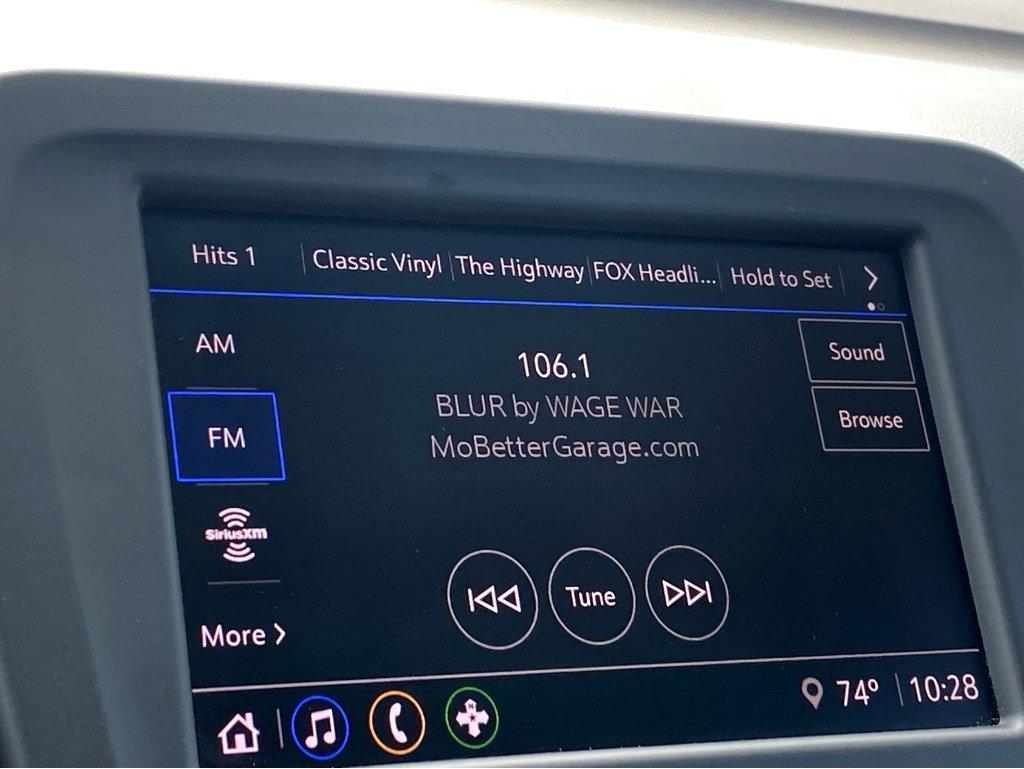 Hits 1
Classic Vinyl
The Highway
FOX Headli...
Hold to Set
AM
106.1
Sound
BLUR by WAGE WAR
Browse
FM
MoBetterGarage.com
SiriusXM
Tune
More
74°
10:28
N